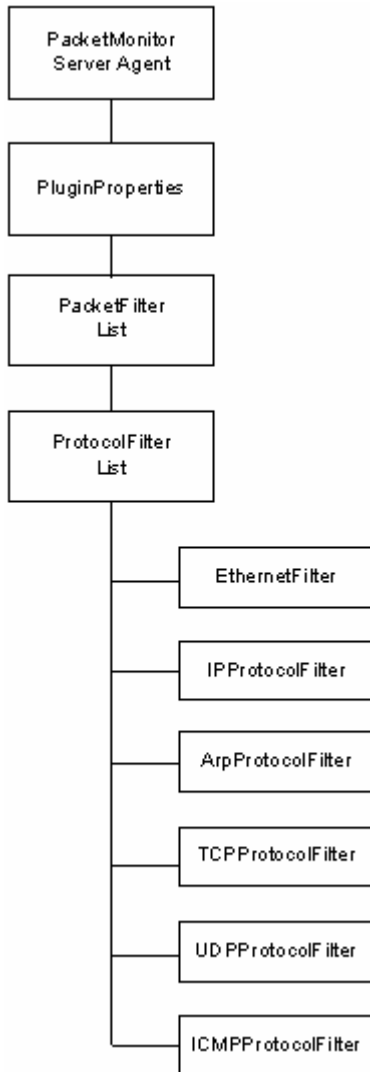 PacketMonitor
Server Agent
PluginProperties
PacketFilter
List
ProtocolFilter
List
EthernetFilter
IPProtocolFilter
ArpProtocolFilter
TCPProtocolFilter
UDPProtocolFilter
ICMPProtocolFilter